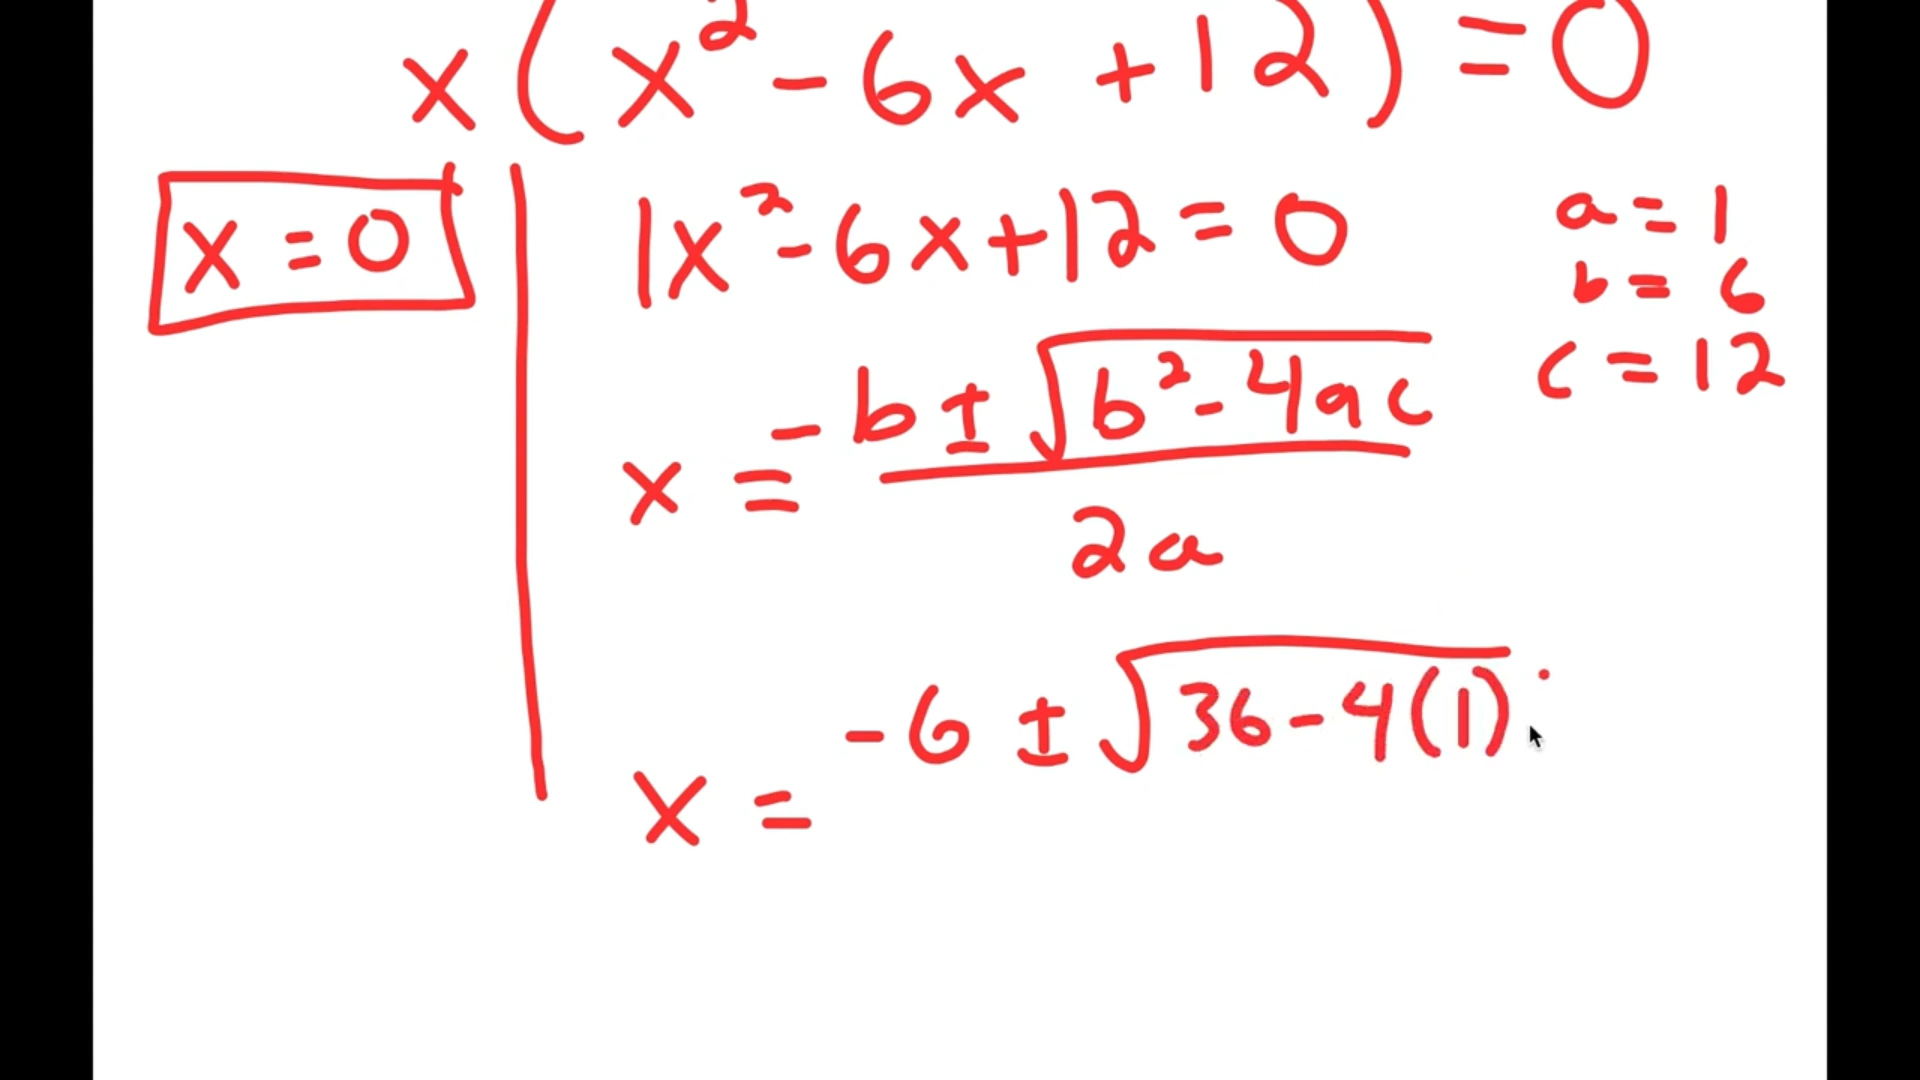 x(x²-6x+12)=0
x=0
1x²-6x+12=0
a=1
b=6
c=12
x = -b±√b²-4ac / 2a
x = -6±√36-4(1)